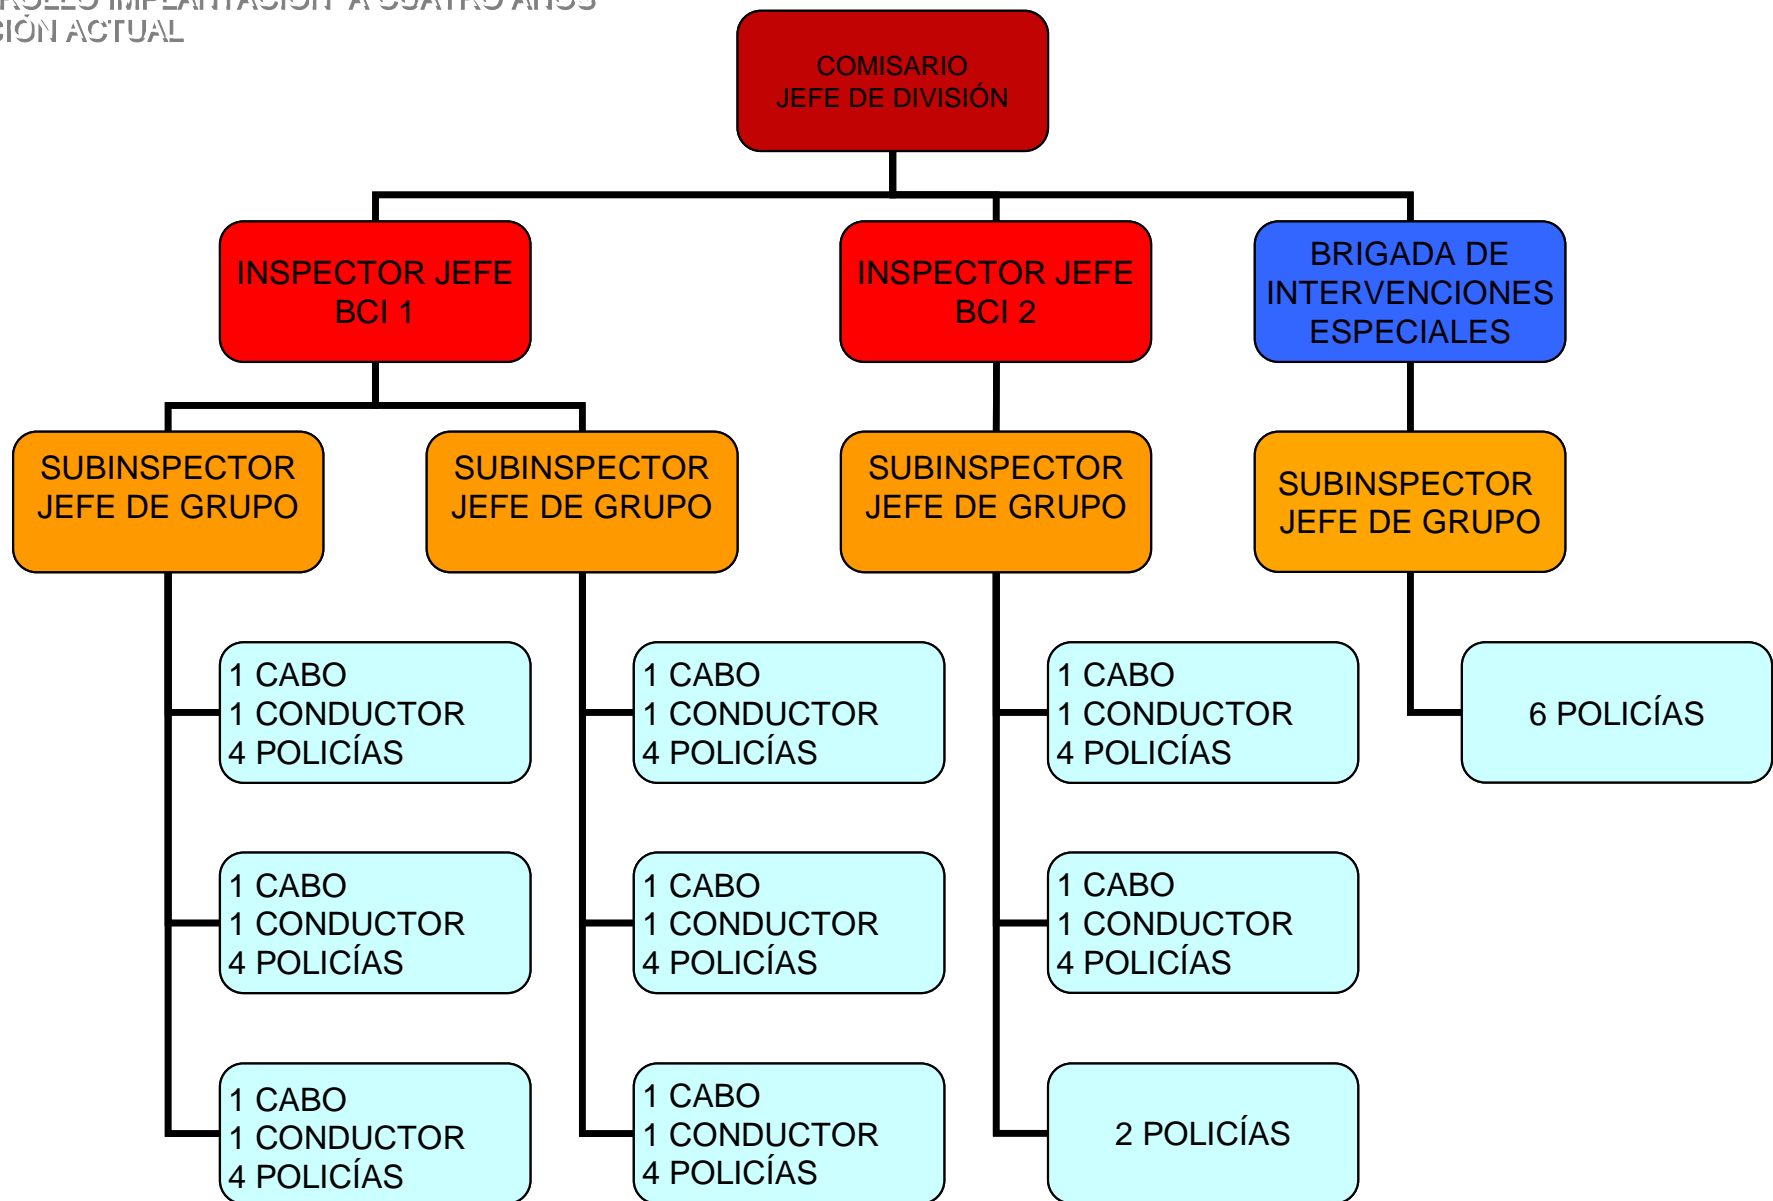 IMPLANTACIÓN A CUATRO AÑOS
ACTUAL
COMISARIO
JEFE DE DIVISIÓN
INSPECTOR JEFE
BCI 1
INSPECTOR JEFE
BCI 2
BRIGADA DE
INTERVENCIONES
ESPECIALES
SUBINSPECTOR
JEFE DE GRUPO
SUBINSPECTOR
JEFE DE GRUPO
SUBINSPECTOR
JEFE DE GRUPO
SUBINSPECTOR
JEFE DE GRUPO
1 CABO
1 CONDUCTOR
4 POLICÍAS
1 CABO
1 CONDUCTOR
4 POLICÍAS
1 CABO
1 CONDUCTOR
4 POLICÍAS
6 POLICÍAS
1 CABO
1 CONDUCTOR
4 POLICÍAS
1 CABO
1 CONDUCTOR
4 POLICÍAS
1 CABO
1 CONDUCTOR
4 POLICÍAS
1 CABO
1 CONDUCTOR
4 POLICÍAS
1 CABO
1 CONDUCTOR
4 POLICÍAS
2 POLICÍAS